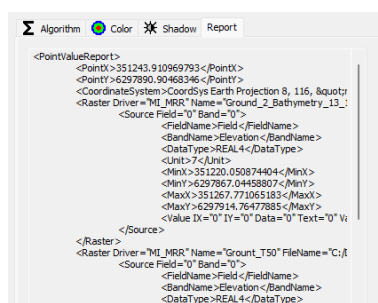 Σ Algorithm Color Shadow Report
<PointValueReport>
<PointX>351243.910969793</PointX>
<PointY>6297890.90468346</PointY>
<CoordinateSystem>CoordSys Earth Projection 8, 116, &quot;r
<Raster Driver="MI_MRR" Name="Ground_2_Bathymetry_13_1
<Source Field="0" Band="0">
<FieldName>Field</FieldName>
<BandName>Elevation</BandName>
<DataType>REAL4</DataType>
<Unit>7</Unit>
<MinX>351220.050874404</MinX>
<MinY>6297867.04458807</MinY>
<MaxX>351267.771065183</MaxX>
<MaxY>6297914.76477885</MaxY>
<Value IX="0" IY="0" Data="0" Text="0" Va
</Source>
</Raster>
<Raster Driver="MI_MRR" Name="Grount_T50" FileName="C:/
<Source Field="0" Band="0">
<FieldName>Field</FieldName>
<BandName>Elevation</BandName>
<DataType>REAL4</DataType>